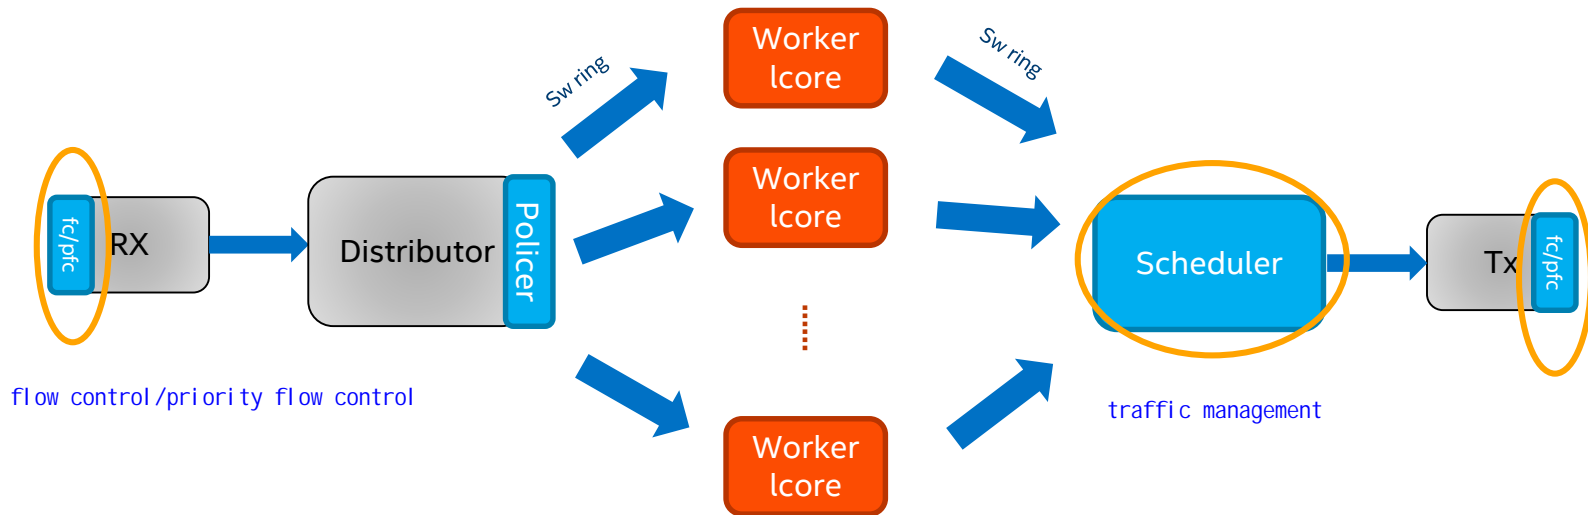 Worker
lcore
Sw ring
Sw ring
Worker
lcore
fc/pfc
RX
Distributor
Policer
Scheduler
Tx
fc/pfc
flow control/priority flow control
traffic management
Worker
lcore